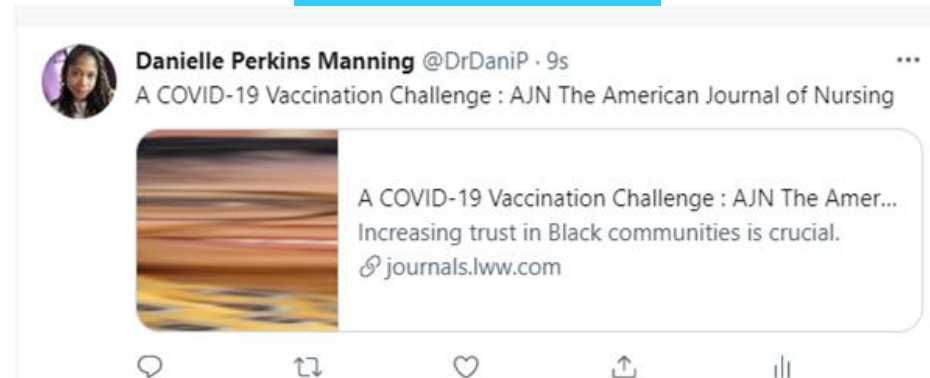 Danielle Perkins Manning @DrDaniP · 9s
A COVID-19 Vaccination Challenge : AJN The American Journal of Nursing
A COVID-19 Vaccination Challenge : AJN The Amer...
Increasing trust in Black communities is crucial.
journals.lww.com